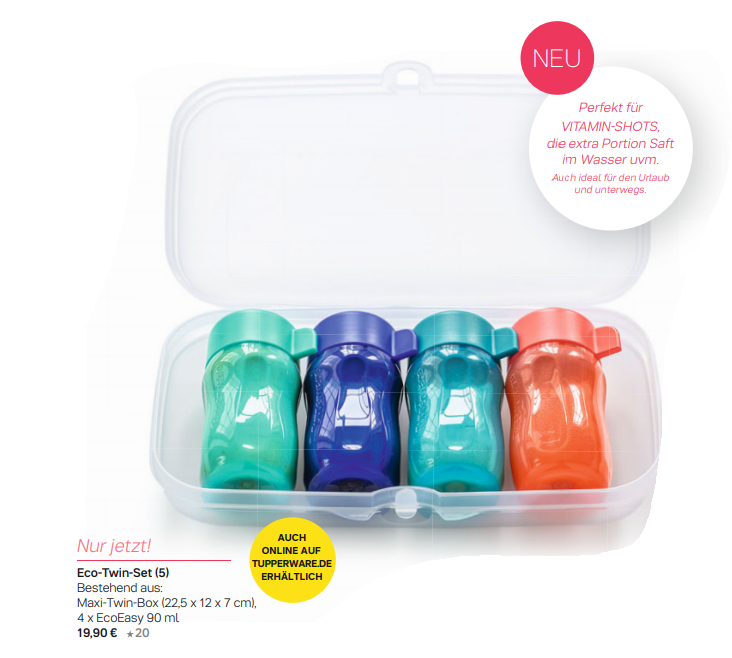 NEU
Perfekt für
VITAMIN-SHOTS,
die extra Portion Saft
im Wasser uvm.
Auch ideal für den Urlaub
und unterwegs.
Nur jetzt!
Eco-Twin-Set (5)
Bestehend aus:
Maxi-Twin-Box (22,5 x 12 x 7 cm),
4 x EcoEasy 90 ml
19,90 € ★20
AUCH
ONLINE AUF
TUPPERWARE.DE
ERHÄLTLICH